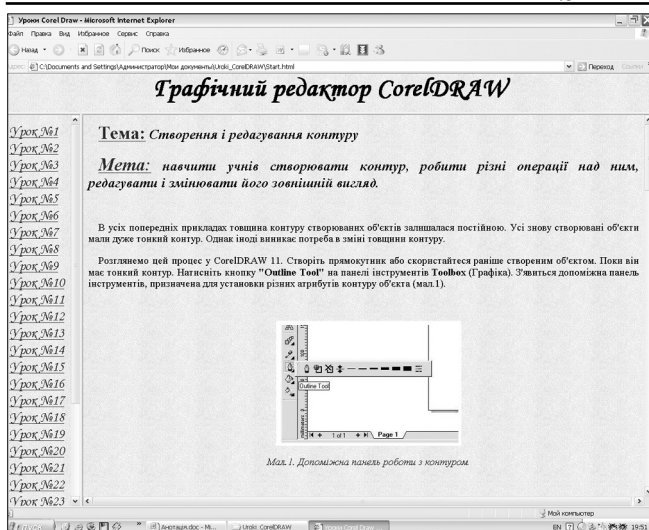 Уроки Corel Draw - Microsoft Internet Explorer
Файл Правка Вид Избранное Сервис Справка
Назад Поиск Избранное
C:\Documents and Settings\Администратор\Мои документы\Uroki_CorelDRAW\Start.html Переход
Графічний редактор CorelDRAW
Урок №1
Урок №2
Урок №3
Урок №4
Урок №5
Урок №6
Урок №7
Урок №8
Урок №9
Урок №10
Урок №11
Урок №12
Урок №13
Урок №14
Урок №15
Урок №16
Урок №17
Урок №18
Урок №19
Урок №20
Урок №21
Урок №22
Урок №23
Тема: Створення і редагування контуру
Мета: навчити учнів створювати контур, робити різні операції над ним,
редагувати і змінювати його зовнішній вигляд.
В усіх попередніх прикладах товщина контуру створюваних об'єктів залишалася постійною. Усі знову створювані об'єкти
мали дуже тонкий контур. Однак іноді виникає потреба в зміні товщини контуру.
Розглянемо цей процес у CorelDRAW 11. Створіть прямокутник або скористайтеся раніше створеним об'єктом. Поки він
має тонкий контур. Натисніть кнопку "Outline Tool" на панелі інструментів Toolbox (Графіка). З'явиться допоміжна панель
інструментів, призначена для установки різних атрибутів контуру об'єкта (мал.1).
Outline Tool
1 of 1 Page 1
Мал.1. Допоміжна панель роботи з контуром
Мой компьютер
Анотація.doc - Mi... Uroki_CorelDRAW Уроки Corel Draw EN 19:51